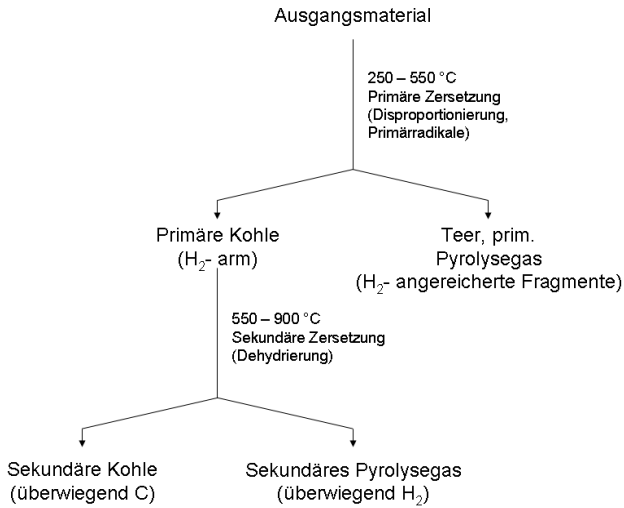 Ausgangsmaterial
250 – 550 °C
Primäre Zersetzung
(Disproportionierung,
Primärradikale)
Primäre Kohle
(H₂- arm)
Teer, prim.
Pyrolysegas
(H₂- angereicherte Fragmente)
550 – 900 °C
Sekundäre Zersetzung
(Dehydrierung)
Sekundäre Kohle
(überwiegend C)
Sekundäres Pyrolysegas
(überwiegend H₂)